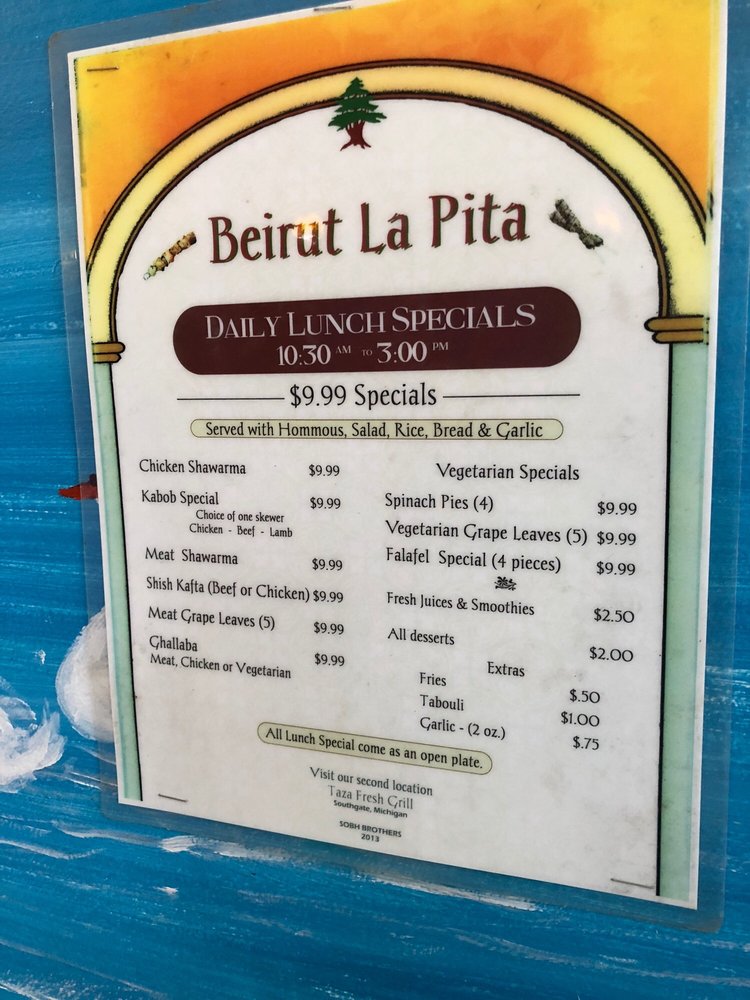 Beirut La Pita
DAILY LUNCH SPECIALS
10:30 AM TO 3:00 PM
$9.99 Specials
Served with Hommous, Salad, Rice, Bread & Garlic
Chicken Shawarma $9.99
Kabob Special $9.99
Choice of one skewer
Chicken - Beef - Lamb
Meat Shawarma $9.99
Shish Kafta (Beef or Chicken) $9.99
Meat Grape Leaves (5) $9.99
Ghallaba $9.99
Meat, Chicken or Vegetarian
Vegetarian Specials
Spinach Pies (4) $9.99
Vegetarian Grape Leaves (5) $9.99
Falafel Special (4 pieces) $9.99
Fresh Juices & Smoothies $2.50
All desserts $2.00
Extras
Fries $.50
Tabouli $1.00
Garlic - (2 oz.) $.75
All Lunch Special come as an open plate.
Visit our second location
Taza Fresh Grill
Southgate, Michigan
SOBH BROTHERS
2013